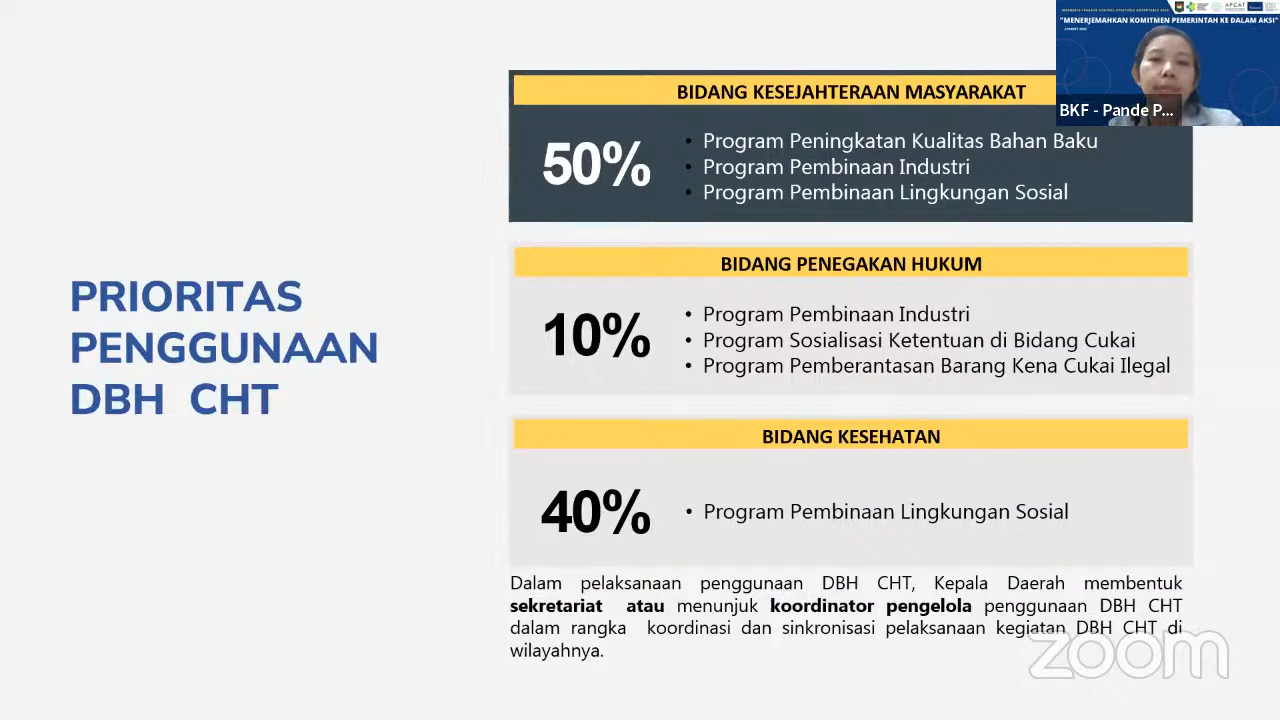 APCAT
"MENERJEMAHKAN KOMITMEN PEMERINTAH KE DALAM AKSI"
BKF - Pande P...
PRIORITAS
PENGGUNAAN
DBH CHT
BIDANG KESEJAHTERAAN MASYARAKAT
50%
• Program Peningkatan Kualitas Bahan Baku
• Program Pembinaan Industri
• Program Pembinaan Lingkungan Sosial
BIDANG PENEGAKAN HUKUM
10%
• Program Pembinaan Industri
• Program Sosialisasi Ketentuan di Bidang Cukai
• Program Pemberantasan Barang Kena Cukai Ilegal
BIDANG KESEHATAN
40%
• Program Pembinaan Lingkungan Sosial
Dalam pelaksanaan penggunaan DBH CHT, Kepala Daerah membentuk
sekretariat atau menunjuk koordinator pengelola penggunaan DBH CHT
dalam rangka koordinasi dan sinkronisasi pelaksanaan kegiatan DBH CHT di
wilayahnya.
zoom